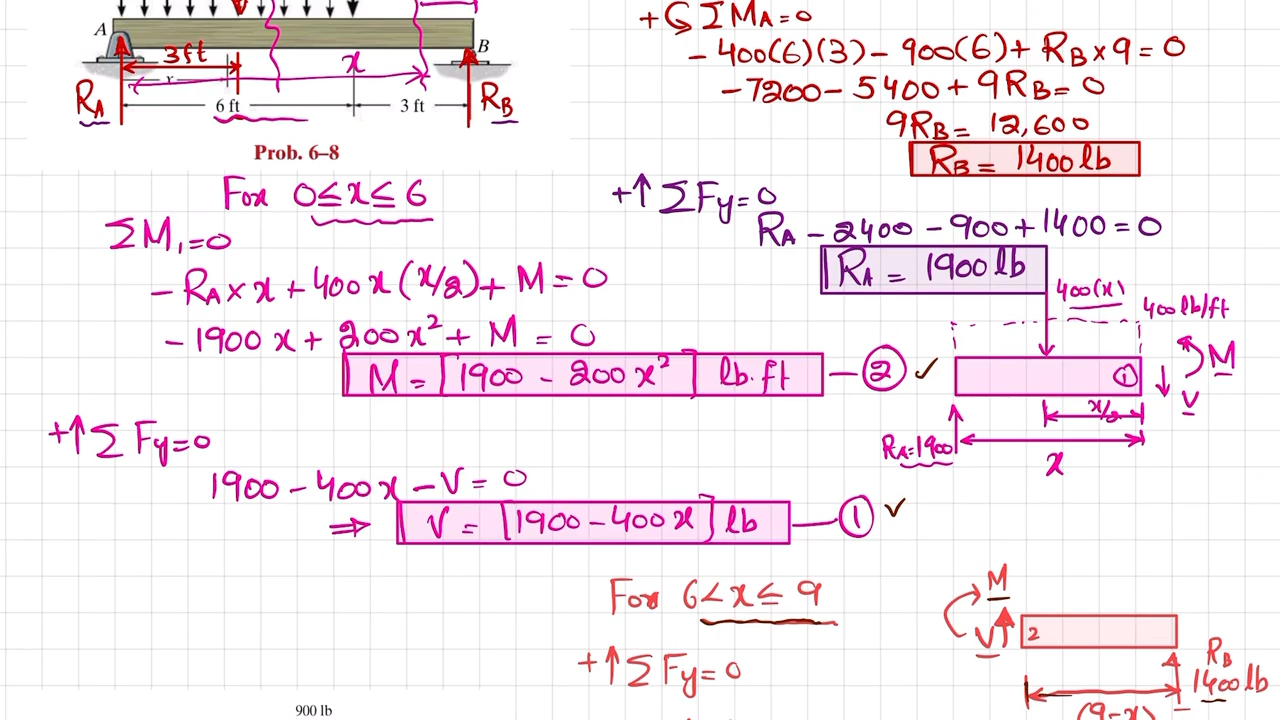 A
B
3ft
x
x
RA
6 ft
3 ft
RB
Prob. 6–8
+↺ ΣMA=0
-400(6)(3) - 900(6) + RB×9 = 0
-7200 - 5400 + 9RB = 0
9RB = 12,600
RB = 1400 lb
+↑ ΣFy=0
RA - 2400 - 900 + 1400 = 0
RA = 1900 lb
For 0≤x≤6
ΣM1=0
-RA×x + 400x(x/2) + M = 0
-1900x + 200x² + M = 0
M = [1900 - 200x²] lb.ft — ② ✓
+↑ ΣFy=0
1900 - 400x - V = 0
⇒ V = [1900 - 400x] lb — ① ✓
400(x)
400 lb/ft
M
①
V
x/2
RA=1900
x
For 6<x≤9
+↑ ΣFy=0
M
V
2
RB
1400 lb
(9-x)
900 lb